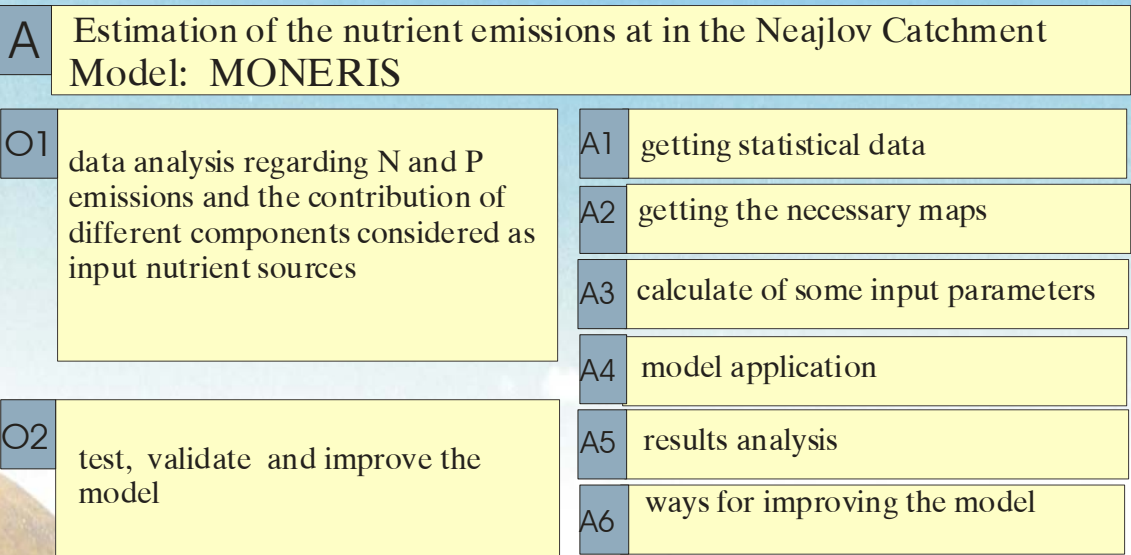 A
Estimation of the nutrient emissions at in the Neajlov Catchment
Model: MONERIS
O1
data analysis regarding N and P
emissions and the contribution of
different components considered as
input nutrient sources
O2
test, validate and improve the
model
A1
getting statistical data
A2
getting the necessary maps
A3
calculate of some input parameters
A4
model application
A5
results analysis
A6
ways for improving the model